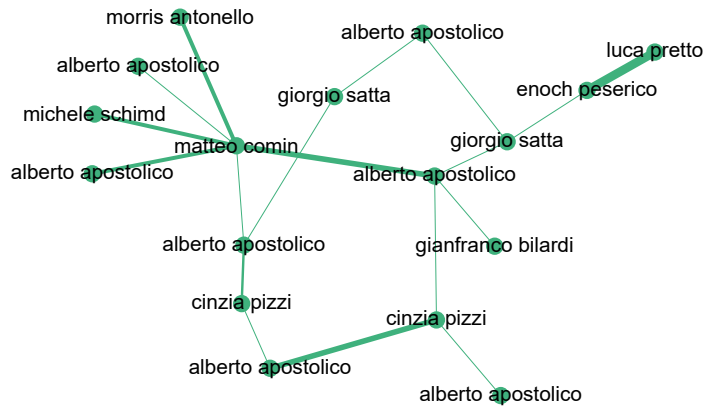 morris antonello
alberto apostolico
luca pretto
alberto apostolico
enoch peserico
giorgio satta
michele schimd
giorgio satta
matteo comin
alberto apostolico
alberto apostolico
alberto apostolico
gianfranco bilardi
cinzia pizzi
cinzia pizzi
alberto apostolico
alberto apostolico